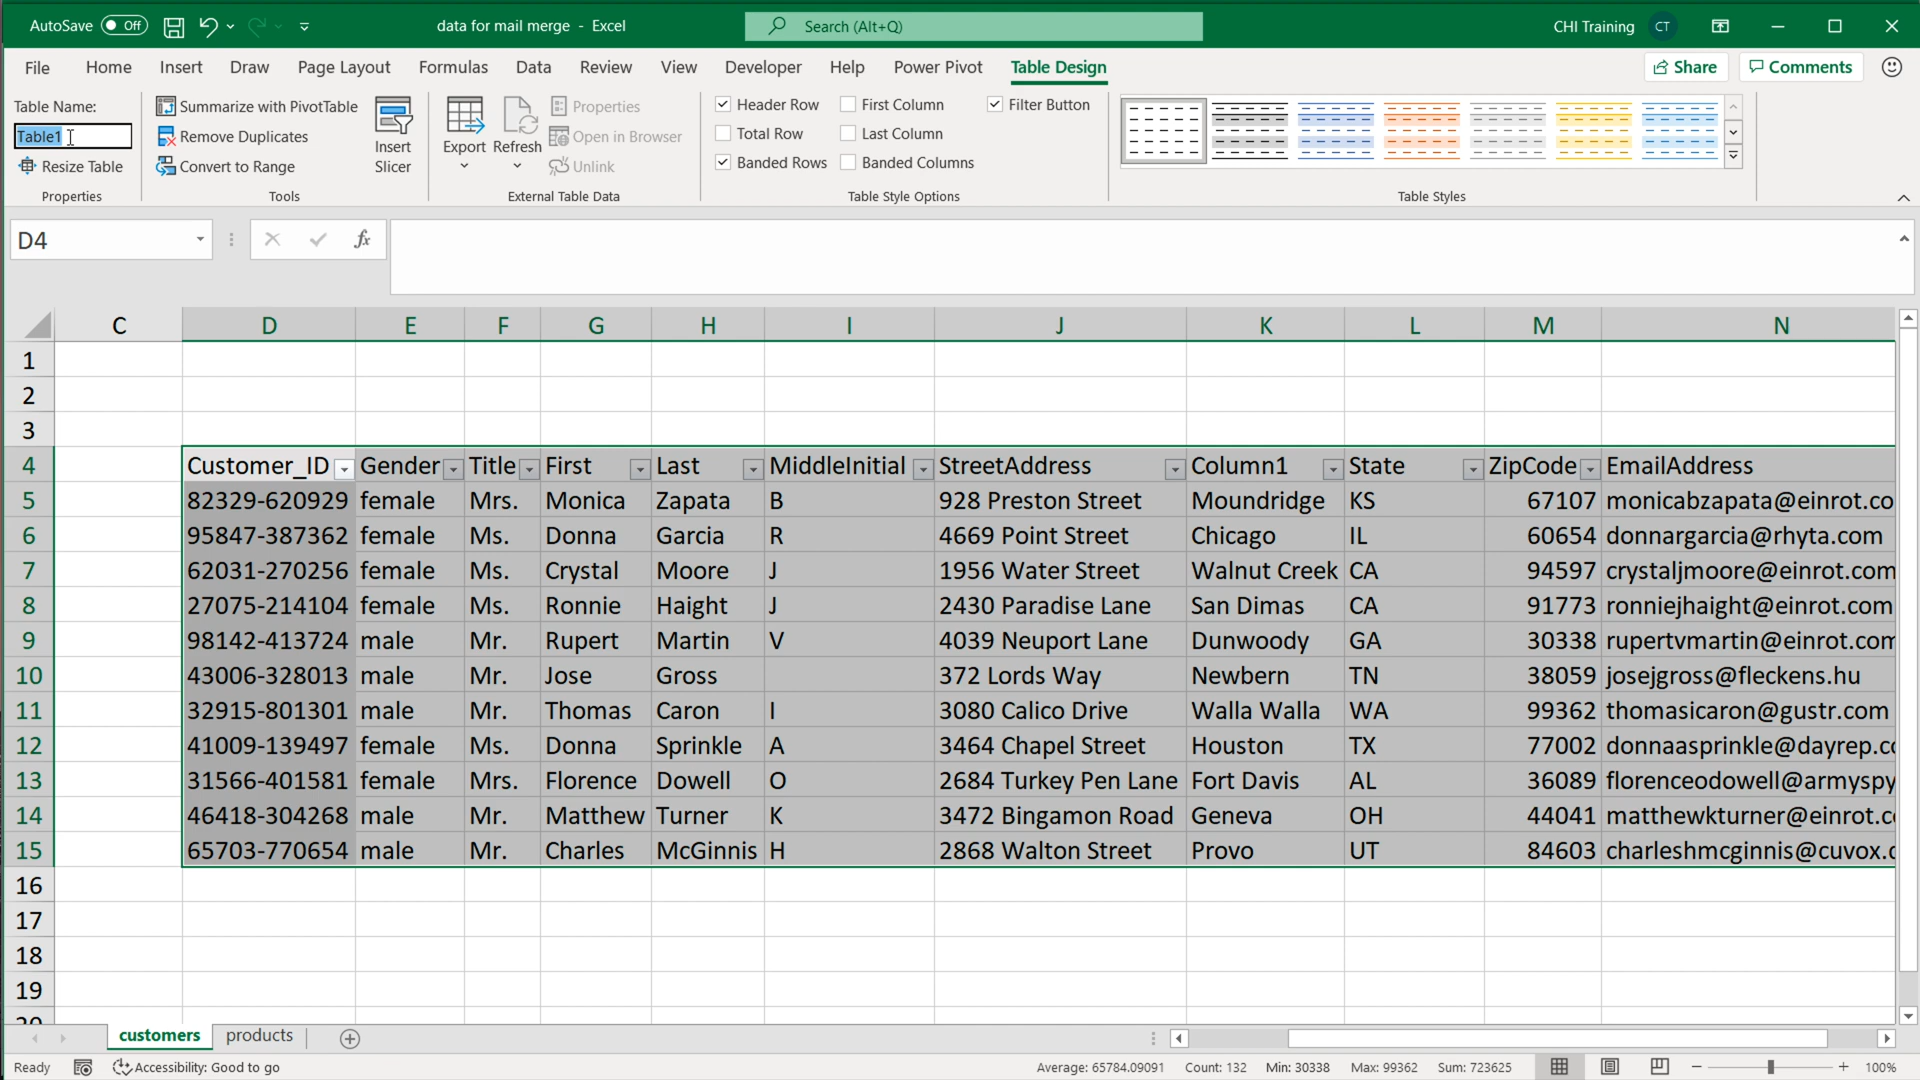 AutoSave Off
data for mail merge - Excel
Search (Alt+Q)
CHI Training CT
File Home Insert Draw Page Layout Formulas Data Review View Developer Help Power Pivot Table Design Share Comments
Table Name:
Table1
Resize Table
Properties
Summarize with PivotTable
Remove Duplicates
Convert to Range
Insert Slicer
Tools
Export Refresh
Properties
Open in Browser
Unlink
External Table Data
Header Row First Column Filter Button
Total Row Last Column
Banded Rows Banded Columns
Table Style Options
Table Styles
D4 fx
C D E F G H I J K L M N
1
2
3
4 Customer_ID Gender Title First Last MiddleInitial StreetAddress Column1 State ZipCode EmailAddress
5 82329-620929 female Mrs. Monica Zapata B 928 Preston Street Moundridge KS 67107 monicabzapata@einrot.co
6 95847-387362 female Ms. Donna Garcia R 4669 Point Street Chicago IL 60654 donnargarcia@rhyta.com
7 62031-270256 female Ms. Crystal Moore J 1956 Water Street Walnut Creek CA 94597 crystaljmoore@einrot.com
8 27075-214104 female Ms. Ronnie Haight J 2430 Paradise Lane San Dimas CA 91773 ronniejhaight@einrot.com
9 98142-413724 male Mr. Rupert Martin V 4039 Neuport Lane Dunwoody GA 30338 rupertvmartin@einrot.com
10 43006-328013 male Mr. Jose Gross 372 Lords Way Newbern TN 38059 josejgross@fleckens.hu
11 32915-801301 male Mr. Thomas Caron I 3080 Calico Drive Walla Walla WA 99362 thomasicaron@gustr.com
12 41009-139497 female Ms. Donna Sprinkle A 3464 Chapel Street Houston TX 77002 donnaasprinkle@dayrep.co
13 31566-401581 female Mrs. Florence Dowell O 2684 Turkey Pen Lane Fort Davis AL 36089 florenceodowell@armyspy
14 46418-304268 male Mr. Matthew Turner K 3472 Bingamon Road Geneva OH 44041 matthewkturner@einrot.c
15 65703-770654 male Mr. Charles McGinnis H 2868 Walton Street Provo UT 84603 charleshmcginnis@cuvox.
16
17
18
19
20
customers products
Ready Accessibility: Good to go Average: 65784.09091 Count: 132 Min: 30338 Max: 99362 Sum: 723625 100%